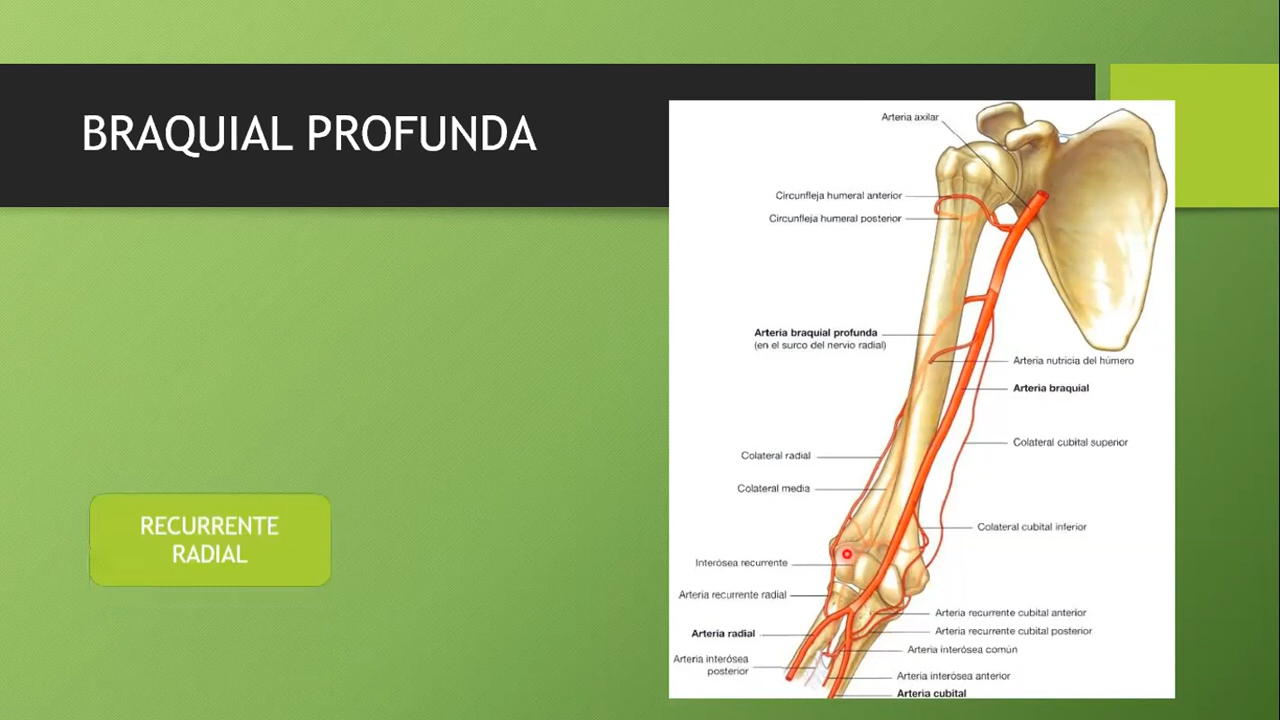 BRAQUIAL PROFUNDA
Arteria axilar
Circunfleja humeral anterior
Circunfleja humeral posterior
Arteria braquial profunda
(en el surco del nervio radial)
Arteria nutricia del húmero
Arteria braquial
Colateral cubital superior
Colateral radial
Colateral media
Colateral cubital inferior
RECURRENTE
RADIAL
Interósea recurrente
Arteria recurrente radial
Arteria recurrente cubital anterior
Arteria radial
Arteria recurrente cubital posterior
Arteria interósea común
Arteria interósea
posterior
Arteria interósea anterior
Arteria cubital